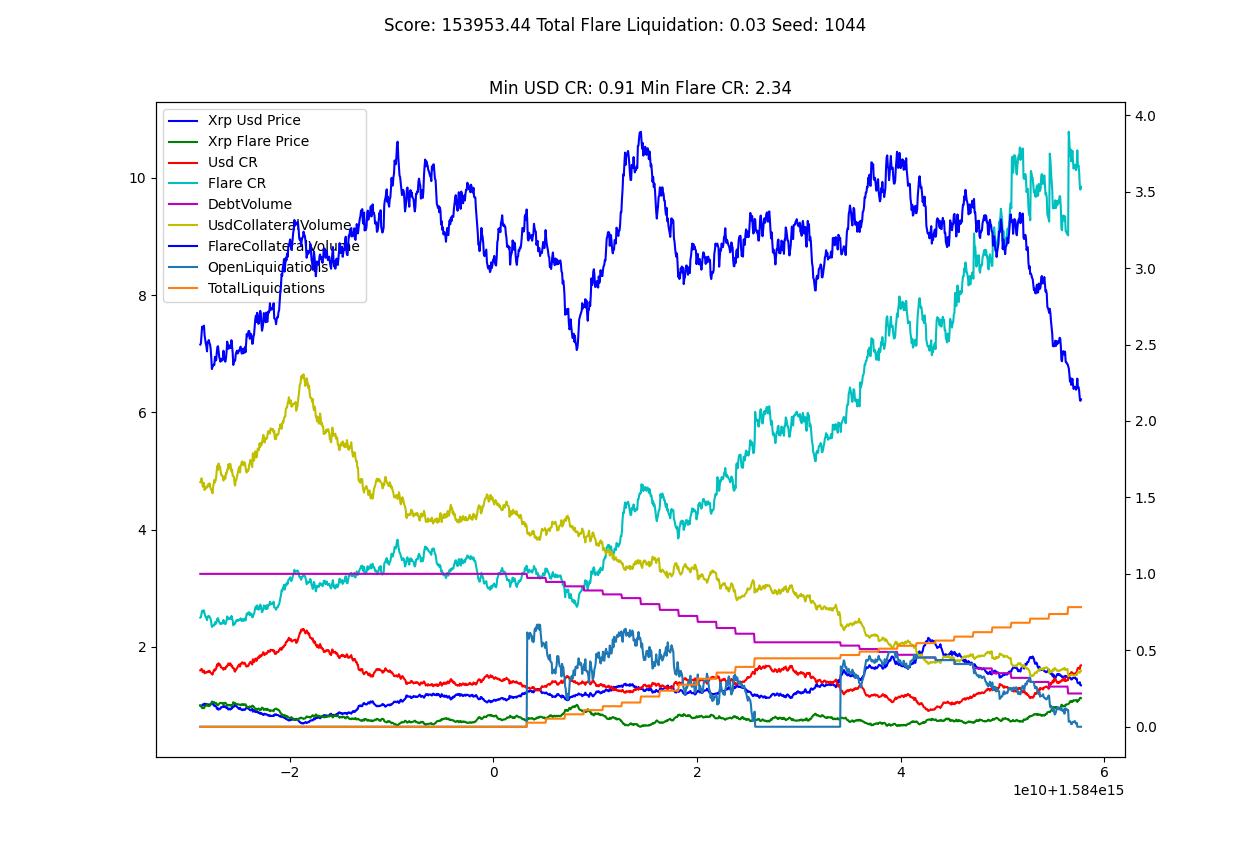 Score: 153953.44 Total Flare Liquidation: 0.03 Seed: 1044
Min USD CR: 0.91 Min Flare CR: 2.34
Xrp Usd Price
Xrp Flare Price
Usd CR
Flare CR
DebtVolume
UsdCollateralVolume
FlareCollateralVolume
OpenLiquidations
TotalLiquidations
10
8
6
4
2
4.0
3.5
3.0
2.5
2.0
1.5
1.0
0.5
0.0
−2 0 2 4 6
1e10+1.584e15